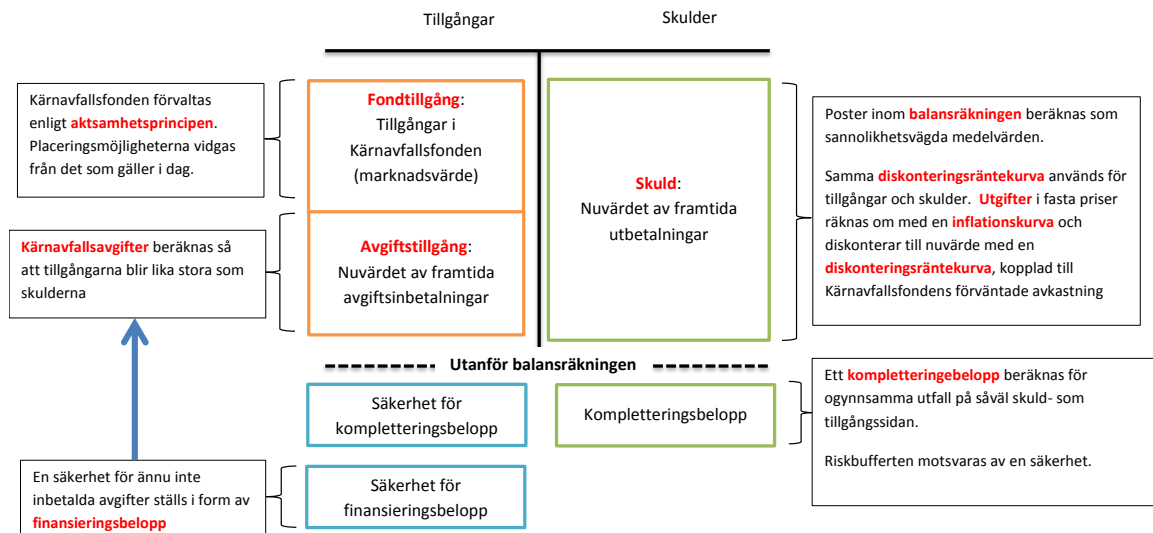 Tillgångar
Skulder
Kärnavfallsfonden förvaltas
enligt aktsamhetsprincipen.
Placeringsmöjligheterna vidgas
från det som gäller i dag.
Fondtillgång:
Tillgångar i
Kärnavfallsfonden
(marknadsvärde)
Kärnavfallsavgifter beräknas så
att tillgångarna blir lika stora som
skulderna
Avgiftstillgång:
Nuvärdet av framtida
avgiftsinbetalningar
Skuld:
Nuvärdet av framtida
utbetalningar
Poster inom balansräkningen beräknas som
sannolikhetsvägda medelvärden.
Samma diskonteringsräntekurva används för
tillgångar och skulder. Utgifter i fasta priser
räknas om med en inflationskurva och
diskonterar till nuvärde med en
diskonteringsräntekurva, kopplad till
Kärnavfallsfondens förväntade avkastning
Utanför balansräkningen
Säkerhet för
kompletteringsbelopp
Kompletteringsbelopp
Ett kompletteringebelopp beräknas för
ogynnsamma utfall på såväl skuld- som
tillgångssidan.
Riskbufferten motsvaras av en säkerhet.
En säkerhet för ännu inte
inbetalda avgifter ställs i form av
finansieringsbelopp
Säkerhet för
finansieringsbelopp